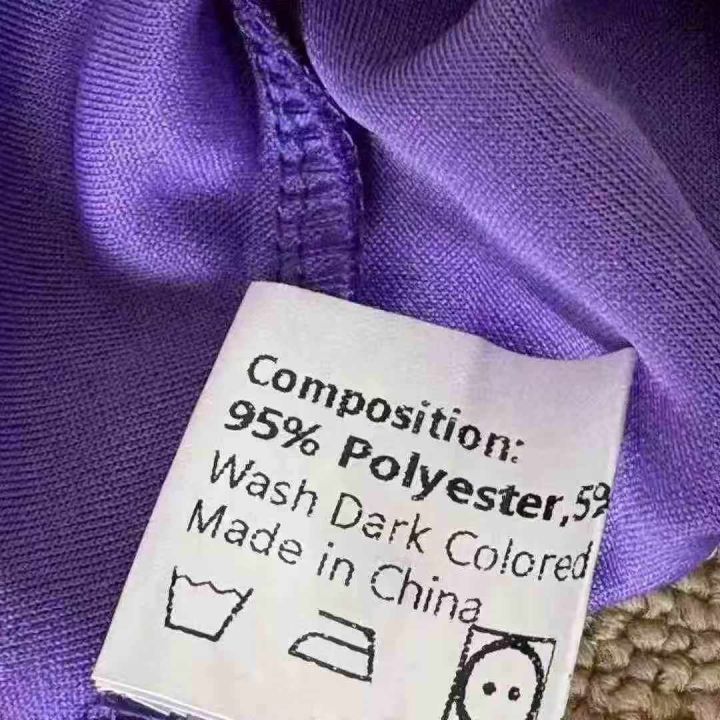 Composition:
95% Polyester,5%
Wash Dark Colored
Made in China